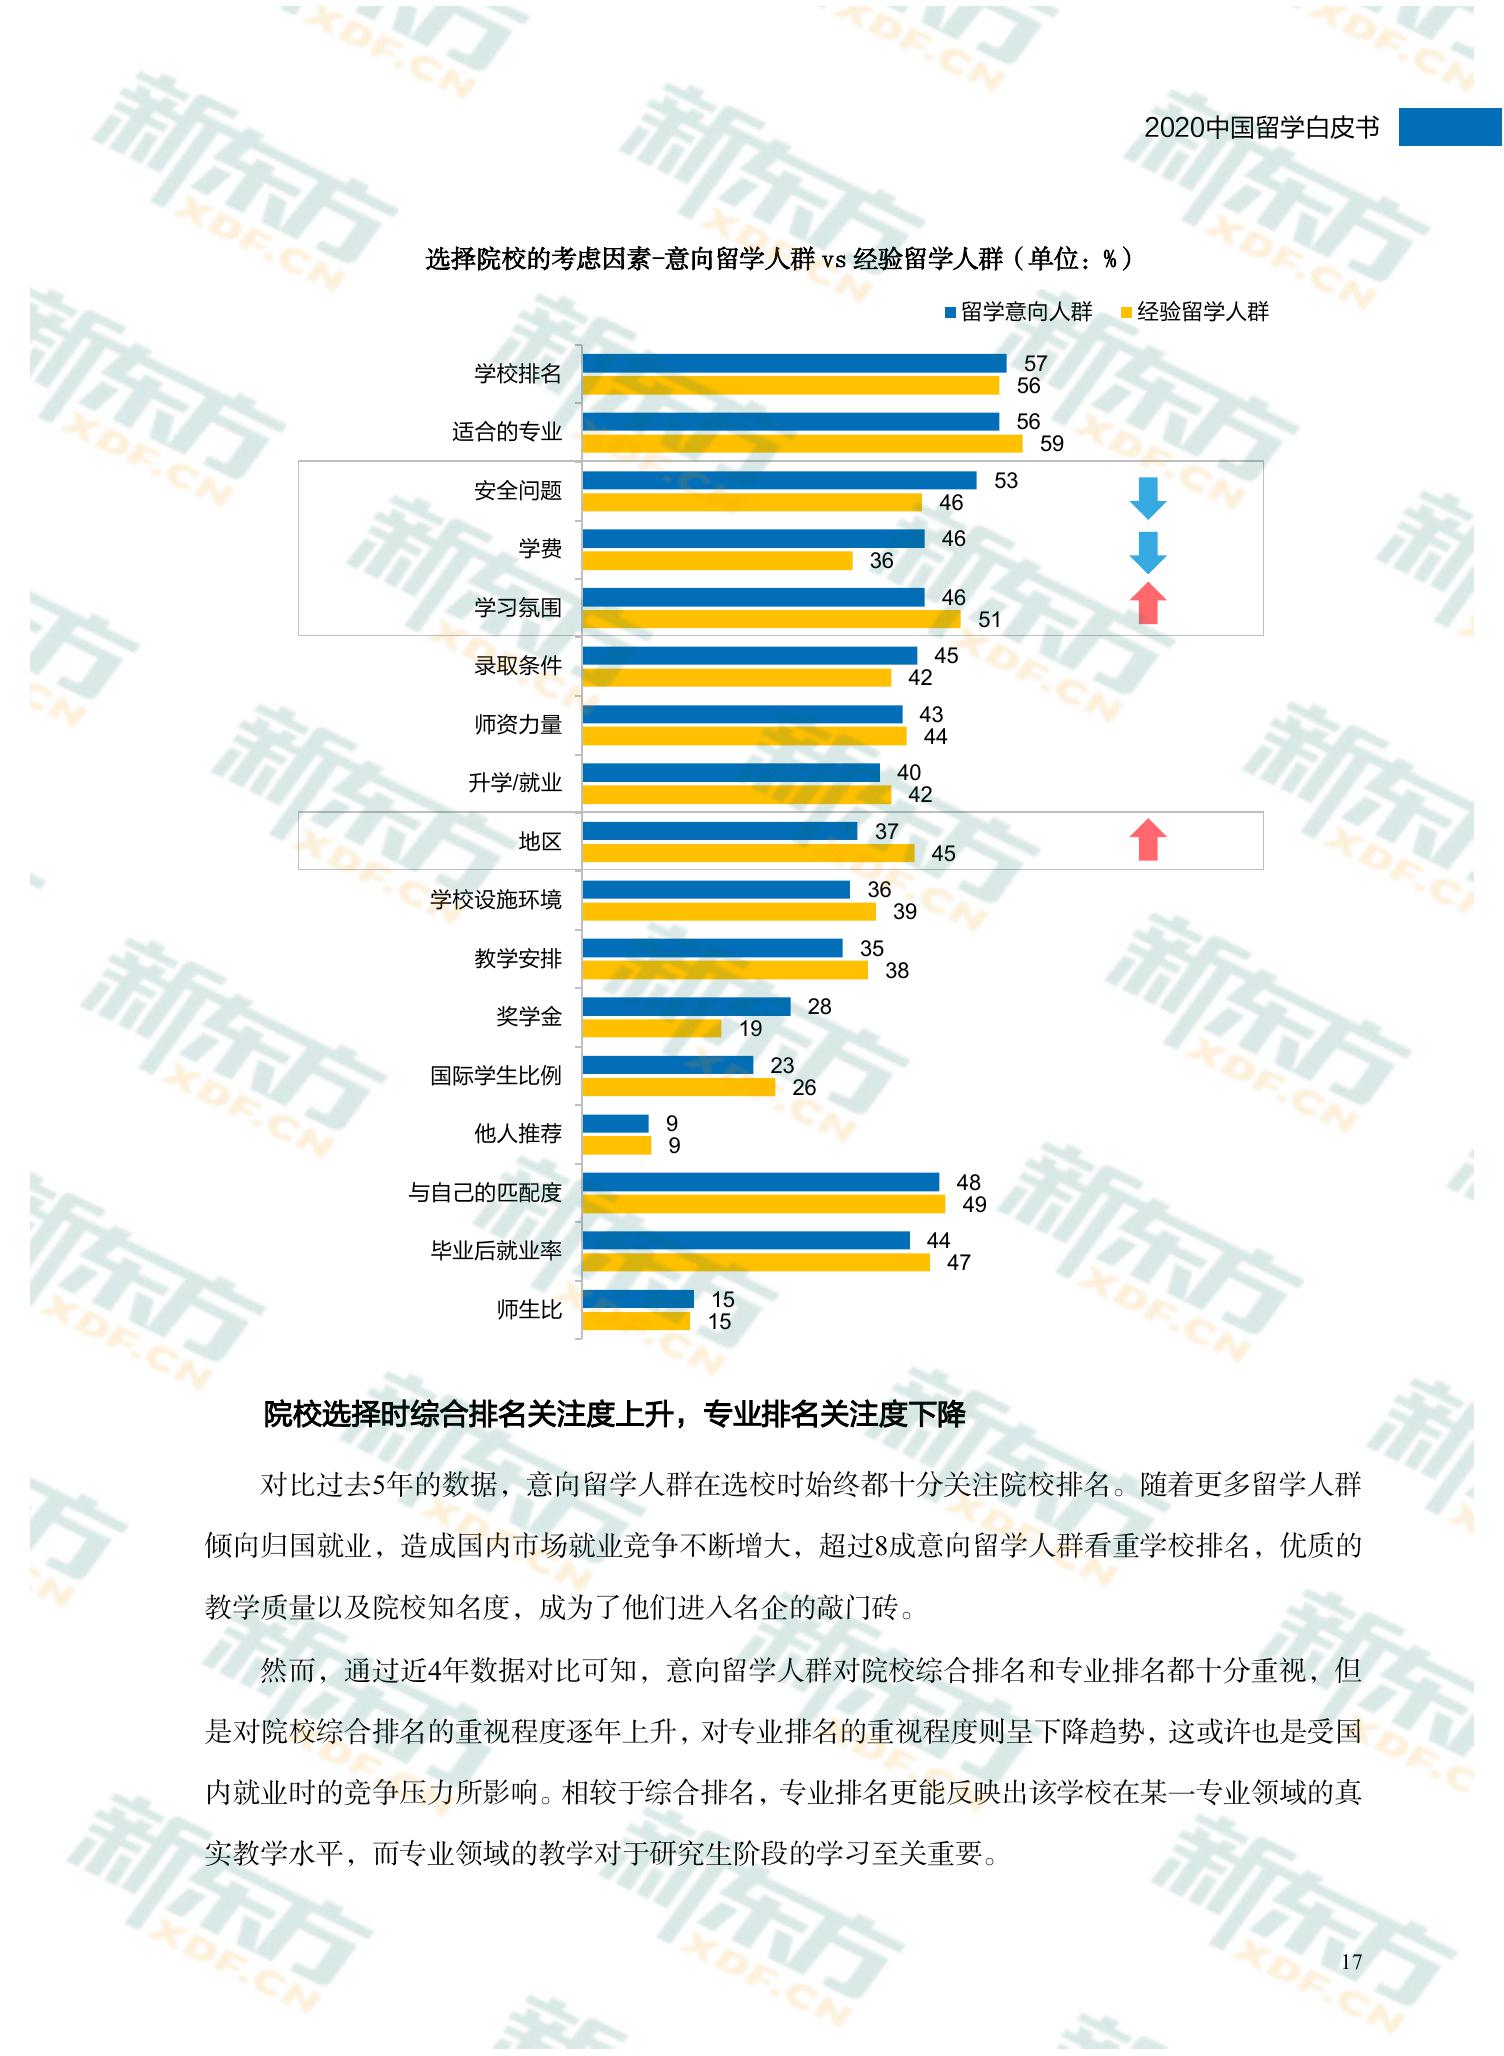 2020中国留学白皮书
选择院校的考虑因素-意向留学人群 vs 经验留学人群（单位：%）
留学意向人群 经验留学人群
学校排名 57
56
适合的专业 56
59
安全问题 53
46
学费 46
36
学习氛围 46
51
录取条件 45
42
师资力量 43
44
升学/就业 40
42
地区 37
45
学校设施环境 36
39
教学安排 35
38
奖学金 28
19
国际学生比例 23
26
他人推荐 9
9
与自己的匹配度 48
49
毕业后就业率 44
47
师生比 15
15
院校选择时综合排名关注度上升，专业排名关注度下降
对比过去5年的数据，意向留学人群在选校时始终都十分关注院校排名。随着更多留学人群
倾向归国就业，造成国内市场就业竞争不断增大，超过8成意向留学人群看重学校排名，优质的
教学质量以及院校知名度，成为了他们进入名企的敲门砖。
然而，通过近4年数据对比可知，意向留学人群对院校综合排名和专业排名都十分重视，但
是对院校综合排名的重视程度逐年上升，对专业排名的重视程度则呈下降趋势，这或许也是受国
内就业时的竞争压力所影响。相较于综合排名，专业排名更能反映出该学校在某一专业领域的真
实教学水平，而专业领域的教学对于研究生阶段的学习至关重要。
17
新东方
XDF.CN